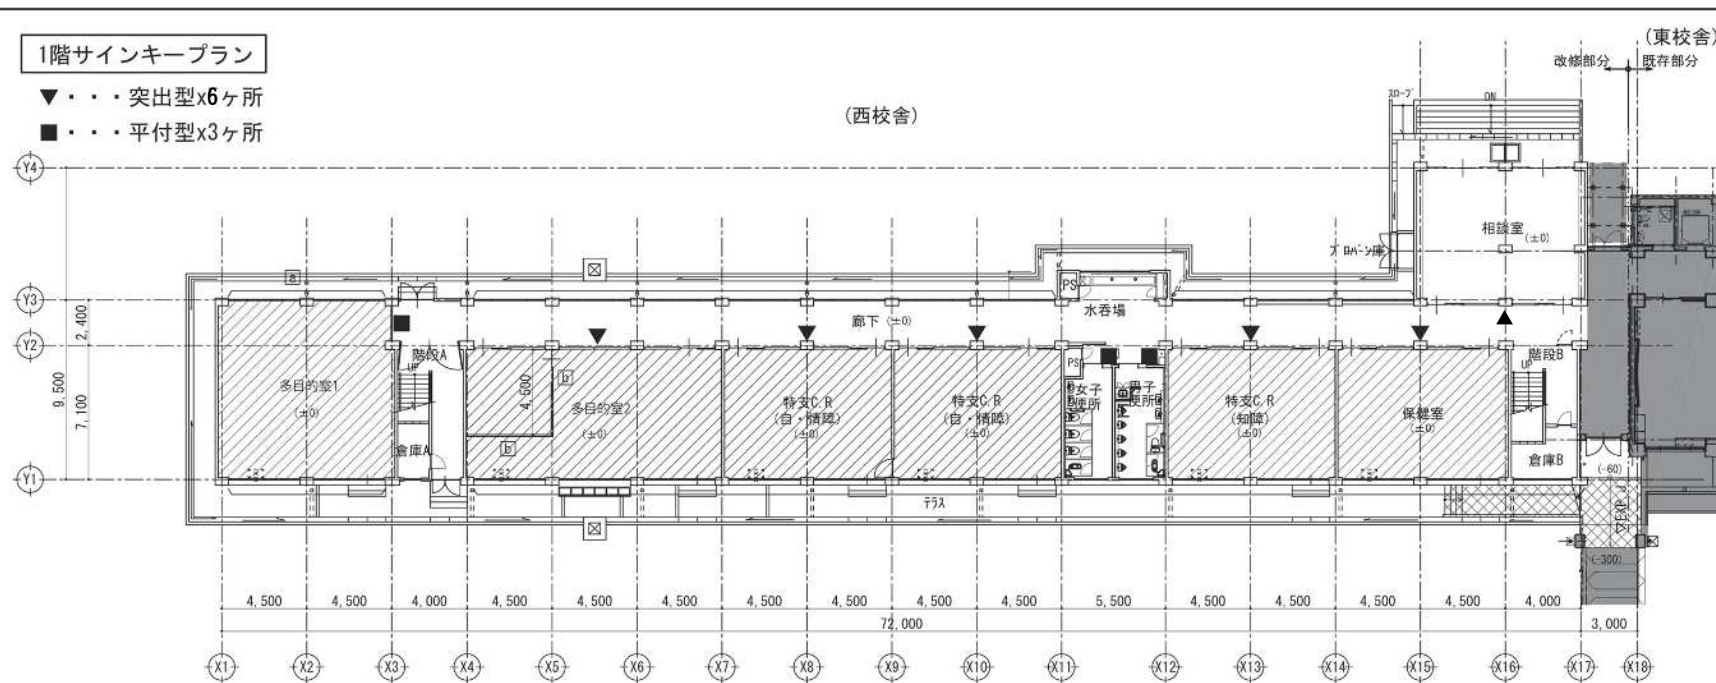 1階サインキープラン
▼・・・突出型x6ヶ所
■・・・平付型x3ヶ所
(西校舎)
(東校舎)
改修部分
既存部分
スロープ
DN
Y4
相談室
(±0)
プロパン庫
a
PS
水呑場
Y3
2,400
廊下 (±0)
Y2
階段A
UP
多目的室1
(±0)
4,500
b
多目的室2
(±0)
b
特支C.R
(自・情障)
(±0)
特支C.R
(自・情障)
(±0)
PS
女子
便所
男子
便所
特支C.R
(知障)
(±0)
保健室
(±0)
階段B
UP
9,500
7,100
倉庫A
倉庫B
Y1
(-60)
テラス
EXP.J
(-300)
4,500
4,500
4,000
4,500
4,500
4,500
4,500
4,500
4,500
4,500
5,500
4,500
4,500
4,500
4,500
4,000
72,000
3,000
X1
X2
X3
X4
X5
X6
X7
X8
X9
X10
X11
X12
X13
X14
X15
X16
X17
X18